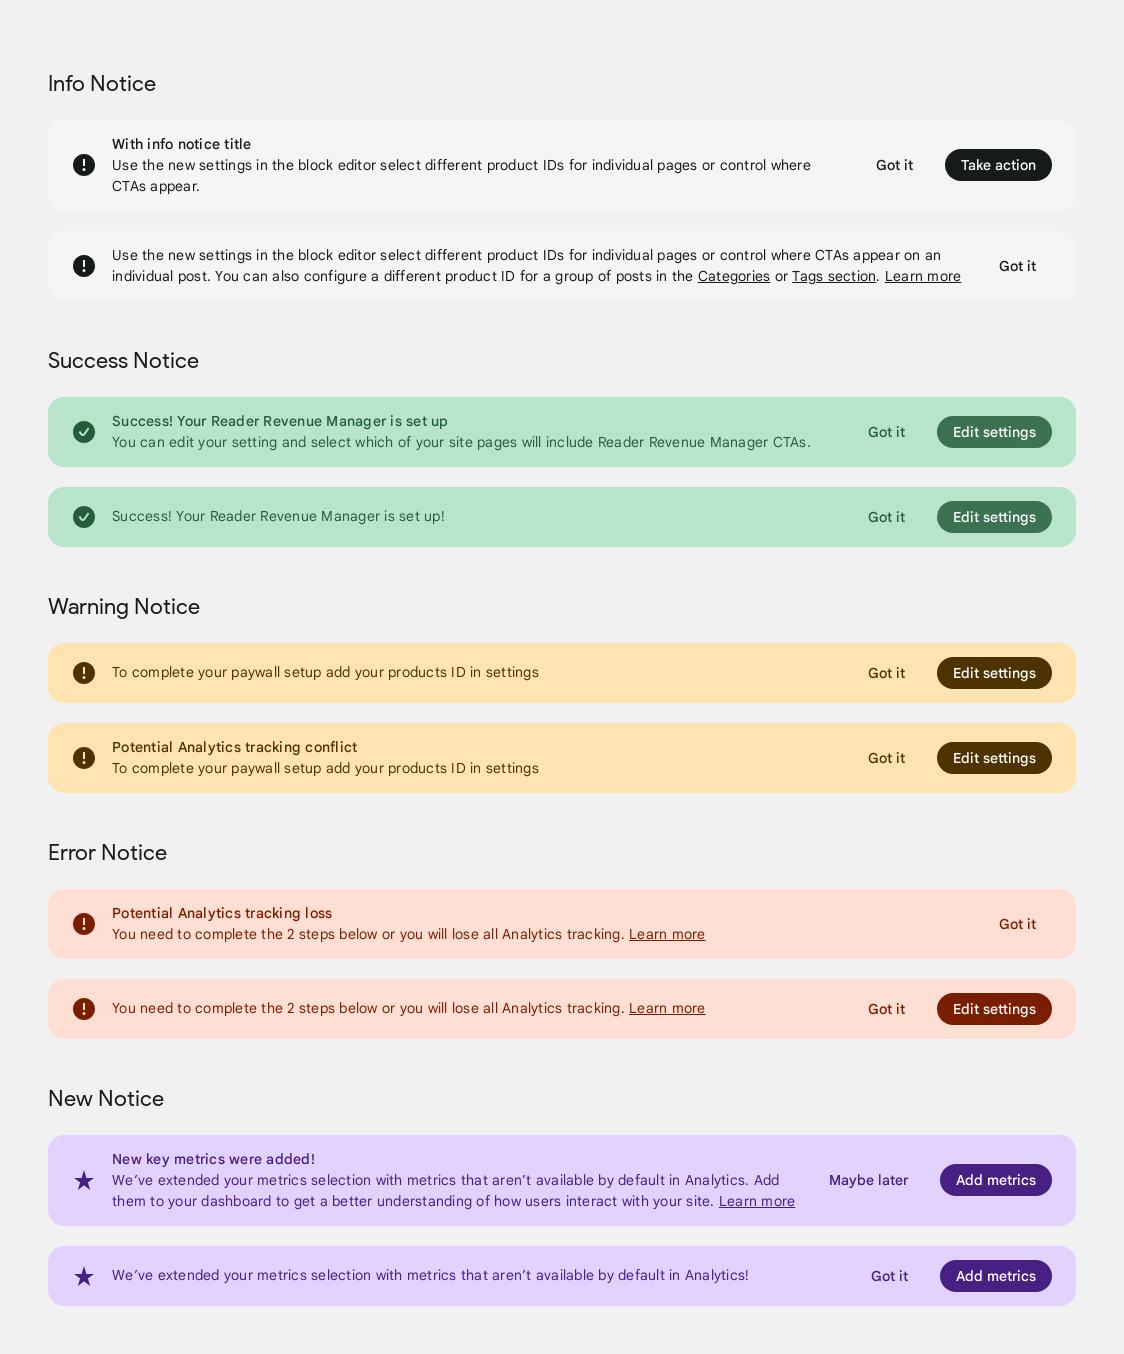 Info Notice
With info notice title
Use the new settings in the block editor select different product IDs for individual pages or control where
CTAs appear.
Got it
Take action
Use the new settings in the block editor select different product IDs for individual pages or control where CTAs appear on an
individual post. You can also configure a different product ID for a group of posts in the Categories or Tags section. Learn more
Got it
Success Notice
Success! Your Reader Revenue Manager is set up
You can edit your setting and select which of your site pages will include Reader Revenue Manager CTAs.
Got it
Edit settings
Success! Your Reader Revenue Manager is set up!
Got it
Edit settings
Warning Notice
To complete your paywall setup add your products ID in settings
Got it
Edit settings
Potential Analytics tracking conflict
To complete your paywall setup add your products ID in settings
Got it
Edit settings
Error Notice
Potential Analytics tracking loss
You need to complete the 2 steps below or you will lose all Analytics tracking. Learn more
Got it
You need to complete the 2 steps below or you will lose all Analytics tracking. Learn more
Got it
Edit settings
New Notice
New key metrics were added!
We’ve extended your metrics selection with metrics that aren’t available by default in Analytics. Add
them to your dashboard to get a better understanding of how users interact with your site. Learn more
Maybe later
Add metrics
We’ve extended your metrics selection with metrics that aren’t available by default in Analytics!
Got it
Add metrics